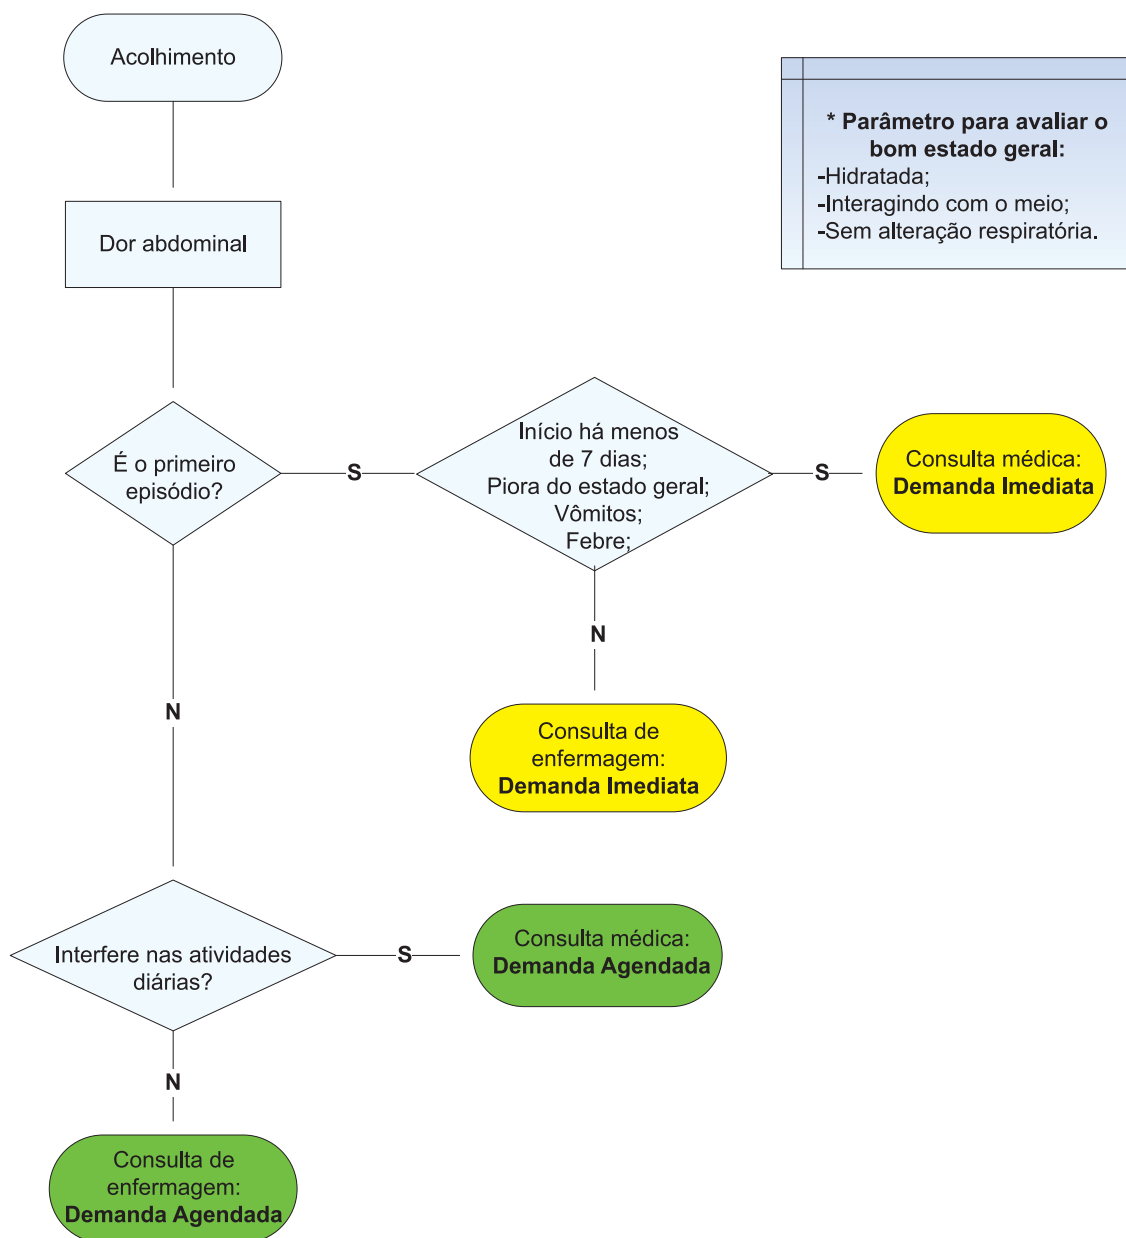 Acolhimento
* Parâmetro para avaliar o
bom estado geral:
-Hidratada;
-Interagindo com o meio;
-Sem alteração respiratória.
Dor abdominal
É o primeiro
episódio?
S
Início há menos
de 7 dias;
Piora do estado geral;
Vômitos;
Febre;
S
Consulta médica:
Demanda Imediata
N
Consulta de
enfermagem:
Demanda Imediata
N
Interfere nas atividades
diárias?
S
Consulta médica:
Demanda Agendada
N
Consulta de
enfermagem:
Demanda Agendada